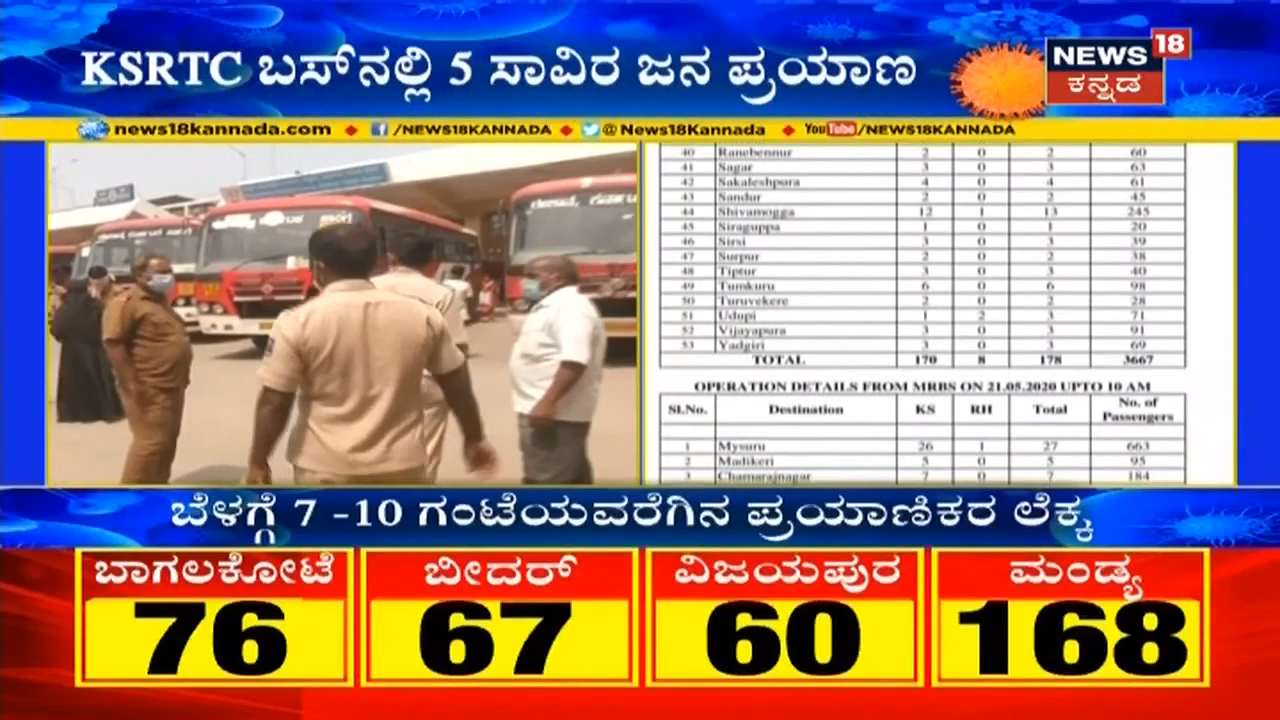 KSRTC ಬಸ್‌ನಲ್ಲಿ 5 ಸಾವಿರ ಜನ ಪ್ರಯಾಣ
NEWS 18
ಕನ್ನಡ
news18kannada.com ◆ /NEWS18KANNADA ◆ @News18Kannada ◆ YouTube/NEWS18KANNADA
40 Ranebennur 2 0 2 60
41 Sagar 3 0 3 63
42 Sakaleshpura 4 0 4 61
43 Sandur 2 0 2 45
44 Shivamogga 12 1 13 245
45 Siraguppa 1 0 1 20
46 Sirsi 3 0 3 39
47 Surpur 2 0 2 38
48 Tiptur 3 0 3 40
49 Tumkuru 6 0 6 98
50 Turuvekere 2 0 2 28
51 Udupi 1 2 3 71
52 Vijayapura 3 0 3 91
53 Yadgiri 3 0 3 69
TOTAL 170 8 178 3667
OPERATION DETAILS FROM MRBS ON 21.05.2020 UPTO 10 AM
Sl.No. Destination KS RH Total No. of Passengers
1 Mysuru 26 1 27 663
2 Madikeri 5 0 5 95
3 Chamarajnagar 7 0 7 184
ಬೆಳಗ್ಗೆ 7 -10 ಗಂಟೆಯವರೆಗಿನ ಪ್ರಯಾಣಿಕರ ಲೆಕ್ಕ
ಬಾಗಲಕೋಟೆ ಬೀದರ್ ವಿಜಯಪುರ ಮಂಡ್ಯ
76 67 60 168